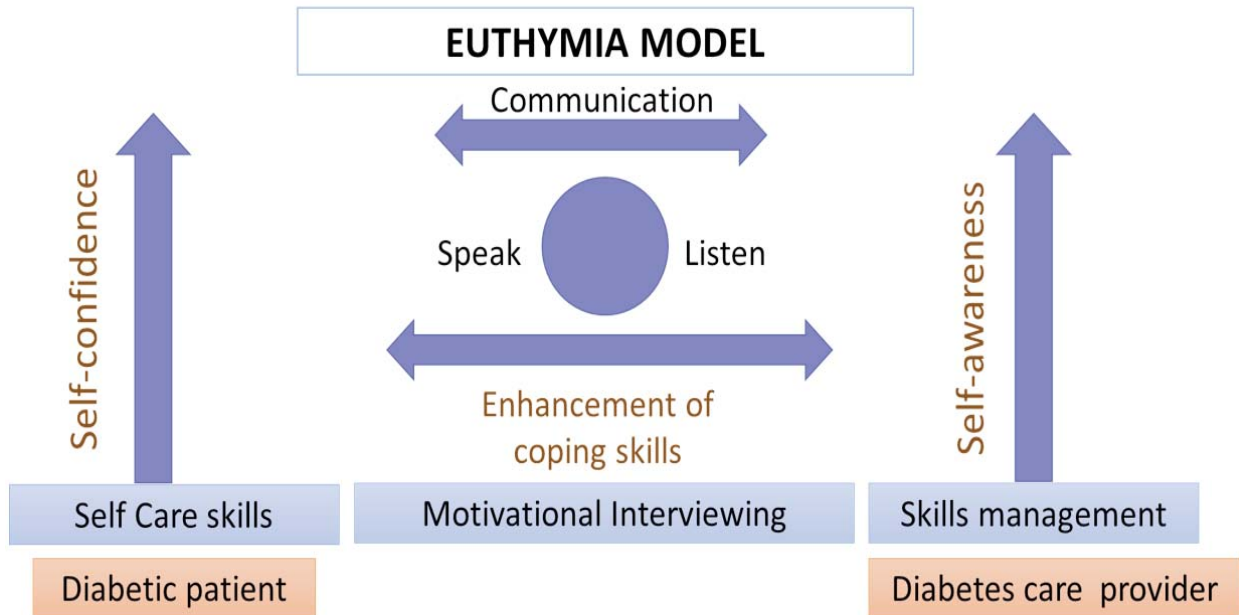 EUTHYMIA MODEL
Communication
Self-confidence
Speak
Listen
Self-awareness
Enhancement of
coping skills
Self Care skills
Motivational Interviewing
Skills management
Diabetic patient
Diabetes care provider